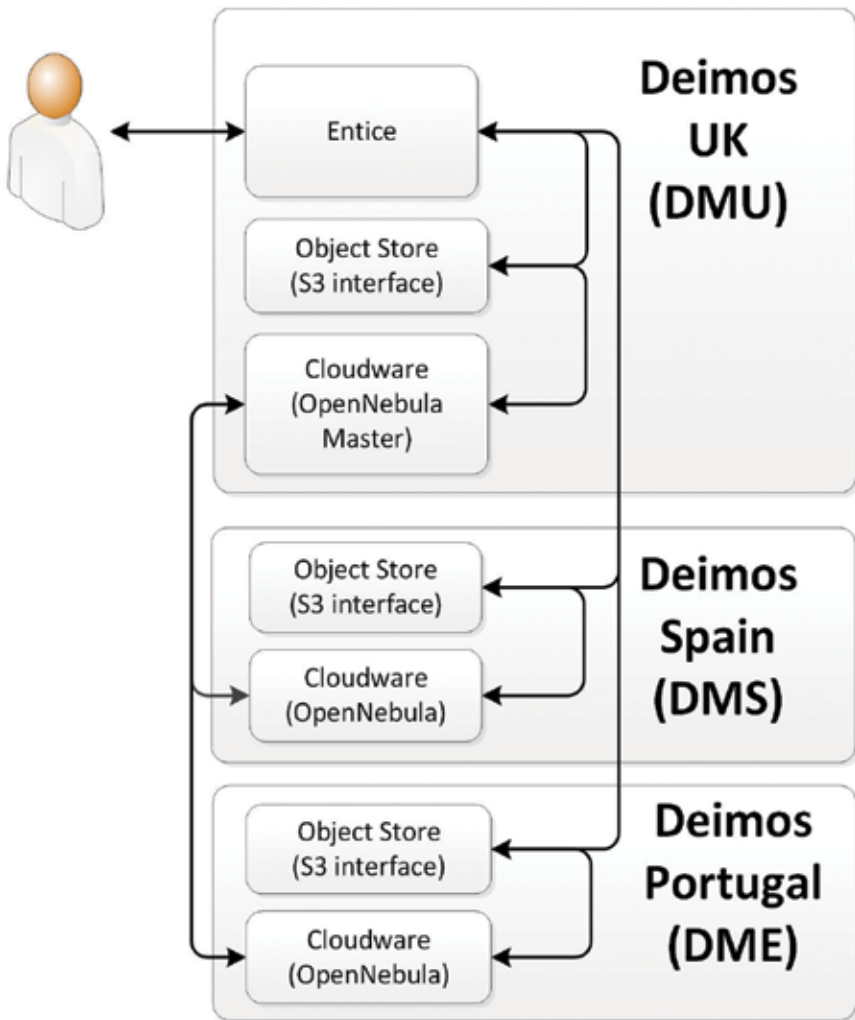 Deimos
UK
(DMU)
Entice
Object Store
(S3 interface)
Cloudware
(OpenNebula
Master)
Deimos
Spain
(DMS)
Object Store
(S3 interface)
Cloudware
(OpenNebula)
Deimos
Portugal
(DME)
Object Store
(S3 interface)
Cloudware
(OpenNebula)